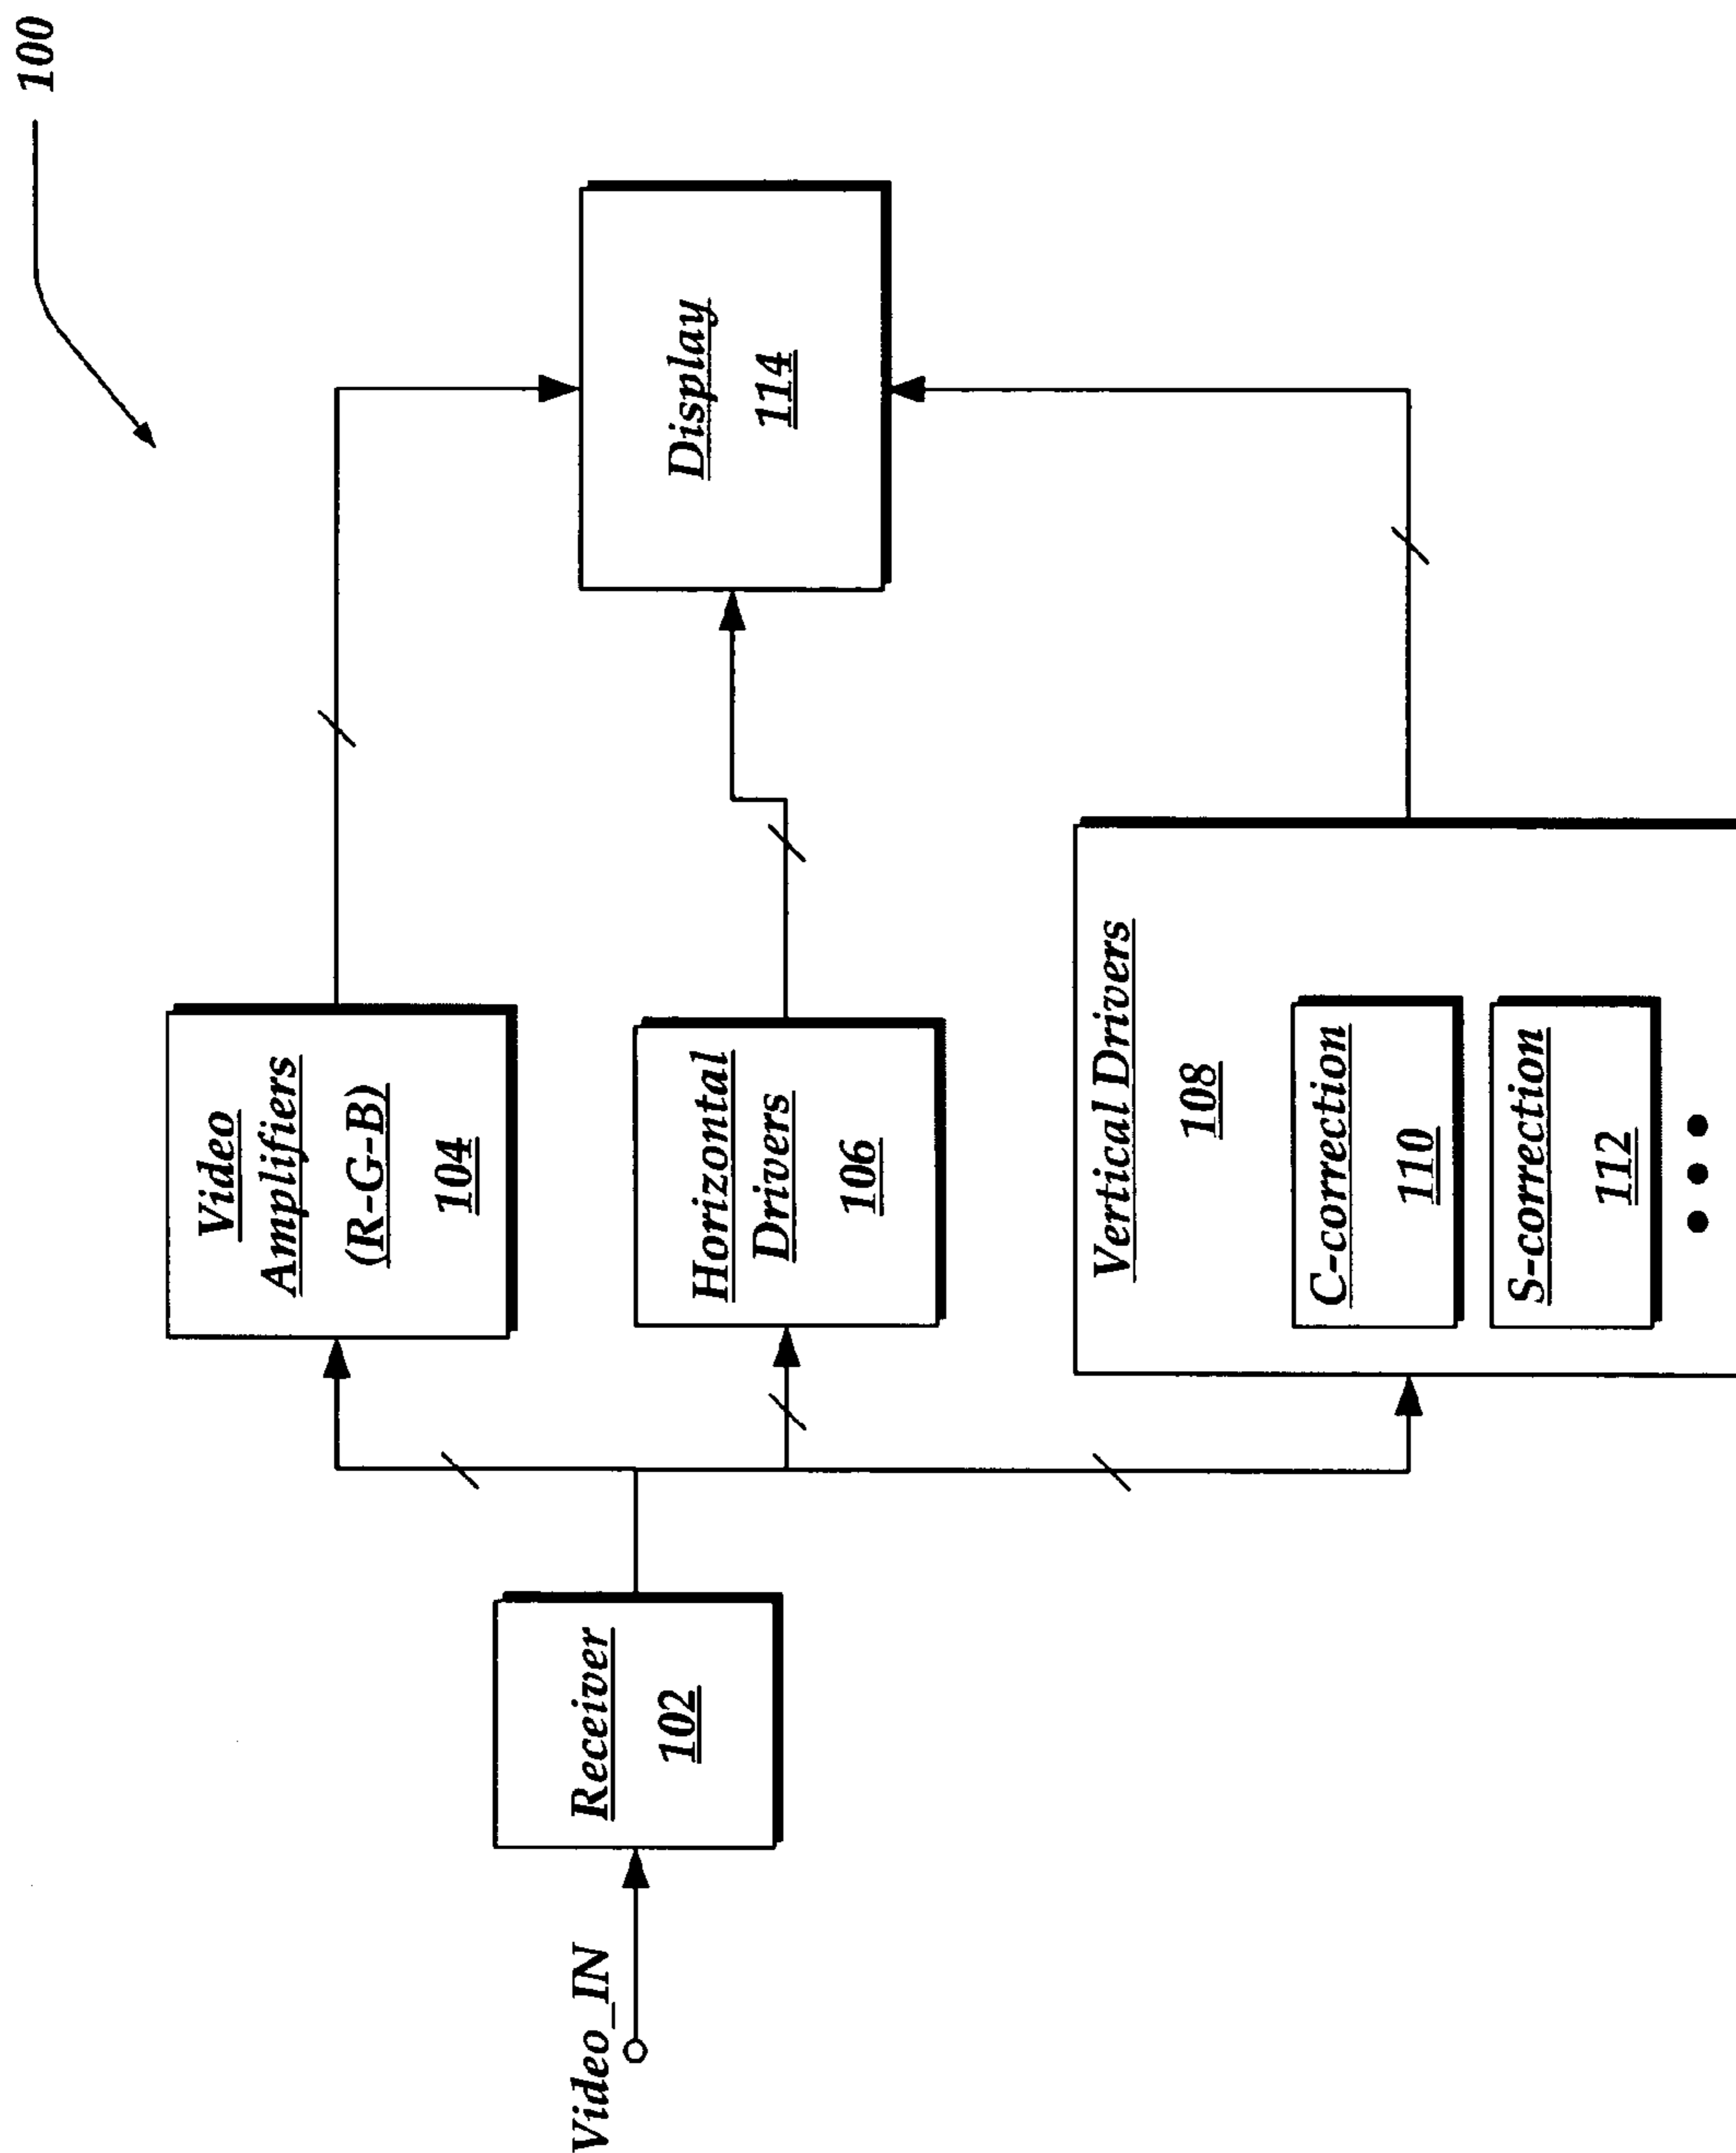 100
Video
Amplifiers
(R-G-B)
104
Video_IN
Receiver
102
Horizontal
Drivers
106
Display
114
Vertical Drivers
108
C-correction
110
S-correction
112